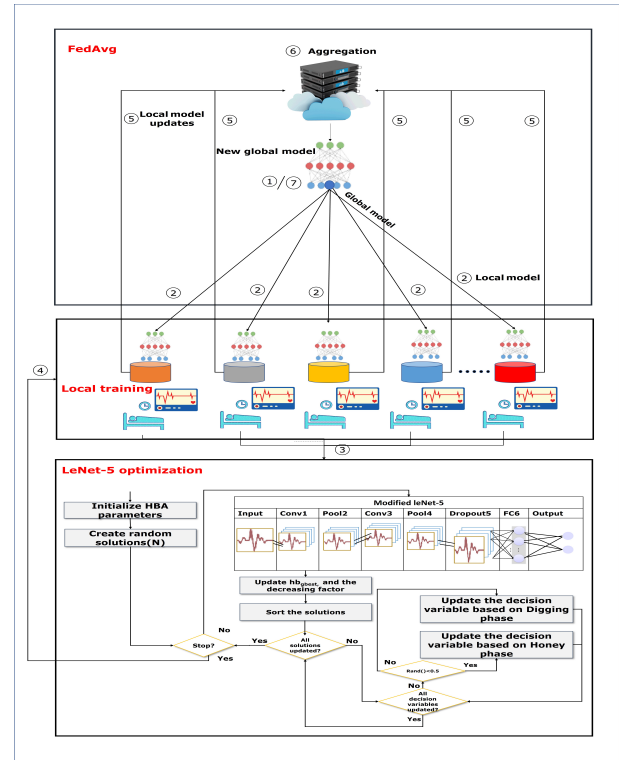 FedAvg
⑥ Aggregation
⑤ Local model
updates
⑤
⑤
⑤
⑤
New global model
①/⑦
Global model
②
②
②
②
② Local model
④
Local training
③
LeNet-5 optimization
Initialize HBA
parameters
Create random
solutions(N)
Modified leNet-5
Input Conv1 Pool2 Conv3 Pool4 Dropout5 FC6 Output
Update hbgbest, and the
decreasing factor
Sort the solutions
Update the decision
variable based on Digging
phase
Update the decision
variable based on Honey
phase
No
Stop?
Yes
Yes
All
solutions
updated?
No
No
Rand()<0.5
Yes
No
All
decision
variables
updated?
Yes